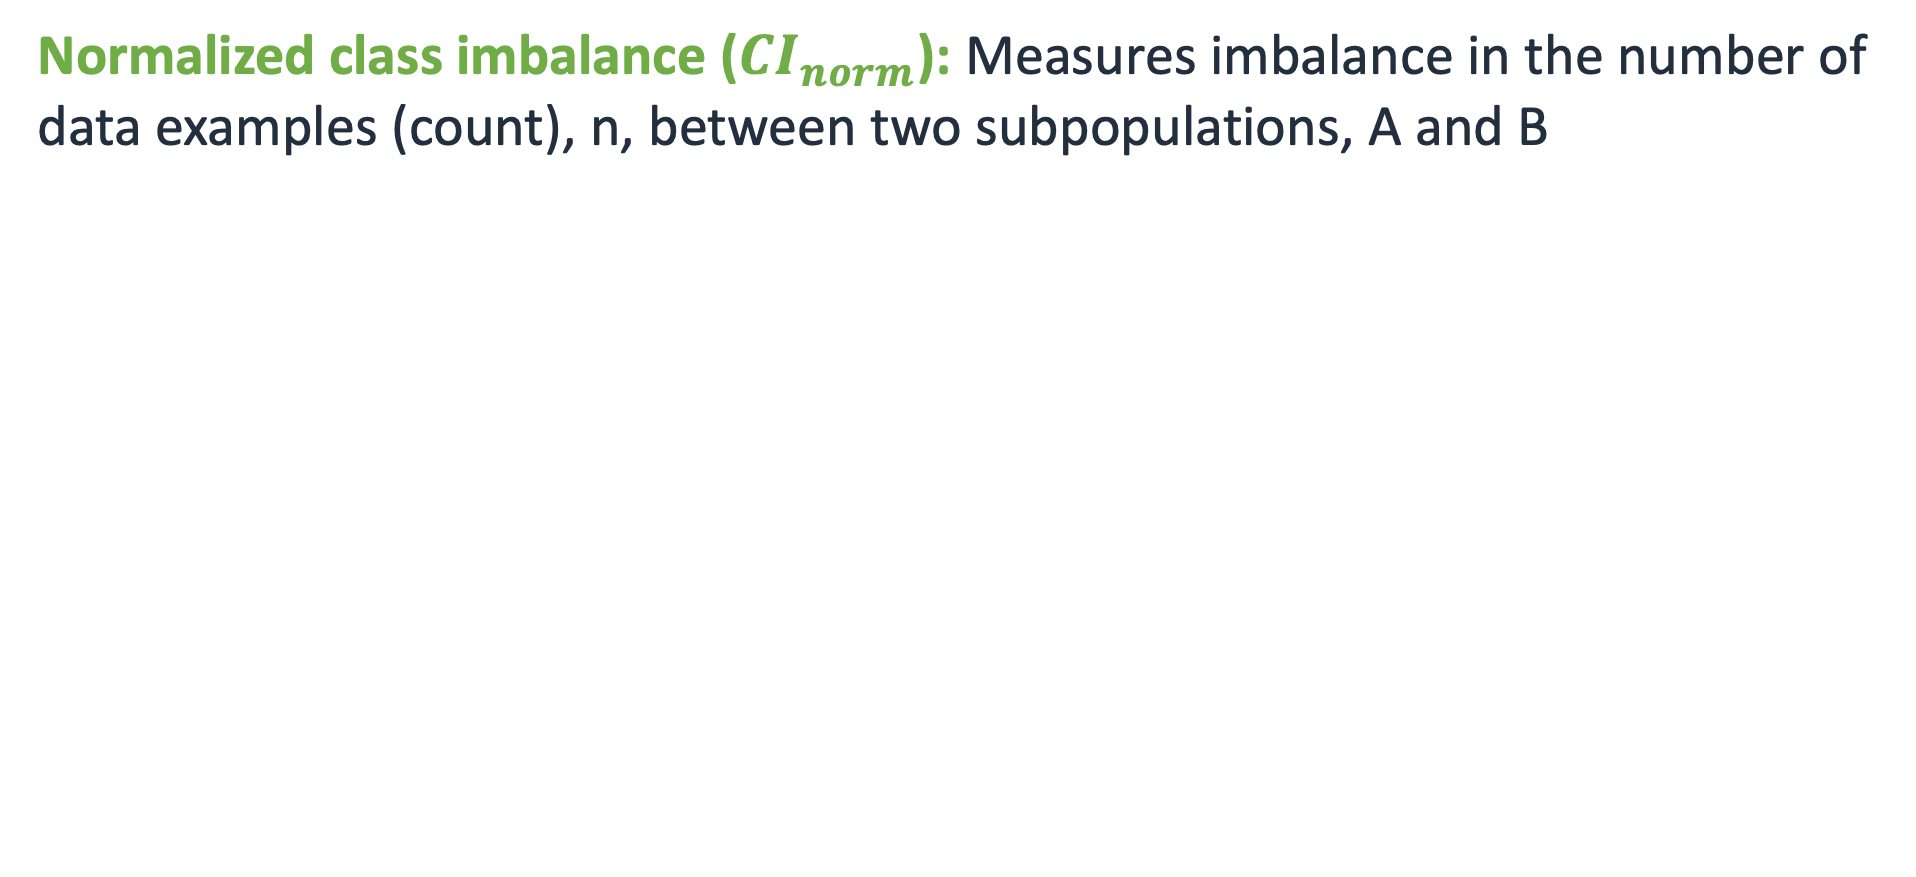 Normalized class imbalance (CI_norm): Measures imbalance in the number of
data examples (count), n, between two subpopulations, A and B